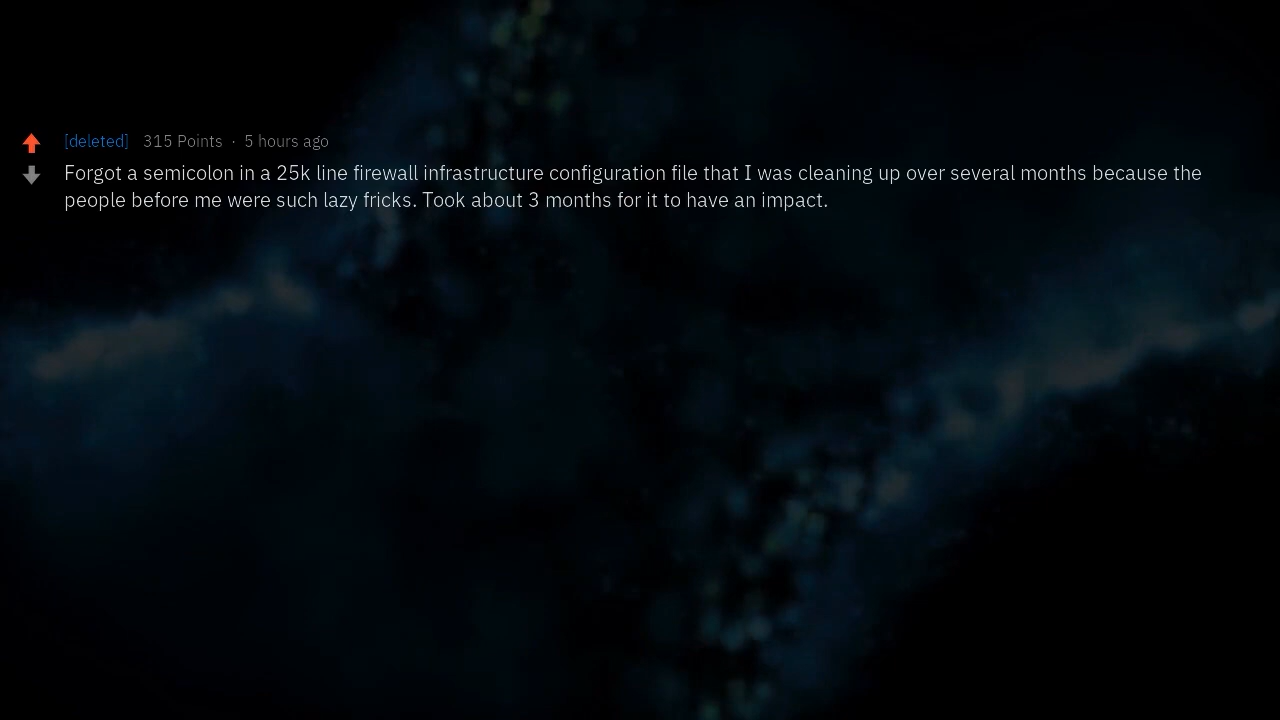 [deleted] 315 Points · 5 hours ago
Forgot a semicolon in a 25k line firewall infrastructure configuration file that I was cleaning up over several months because the
people before me were such lazy fricks. Took about 3 months for it to have an impact.